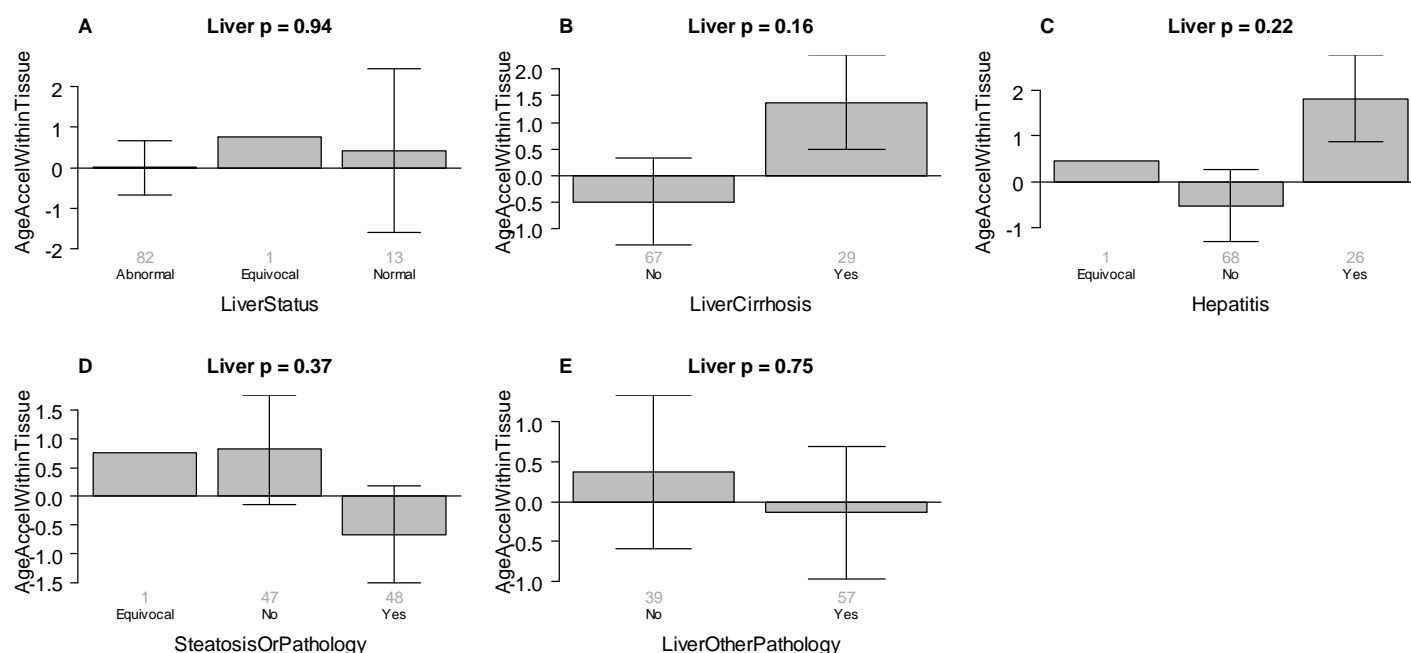 A Liver p = 0.94
AgeAccelWithinTissue
2
1
0
-1
-2
82 1 13
Abnormal Equivocal Normal
LiverStatus
B Liver p = 0.16
AgeAccelWithinTissue
2.0
1.5
1.0
0.5
0.0
-0.5
-1.0
67 29
No Yes
LiverCirrhosis
C Liver p = 0.22
AgeAccelWithinTissue
2
1
0
-1
1 68 26
Equivocal No Yes
Hepatitis
D Liver p = 0.37
AgeAccelWithinTissue
1.5
1.0
0.5
0.0
-0.5
-1.0
-1.5
1 47 48
Equivocal No Yes
SteatosisOrPathology
E Liver p = 0.75
AgeAccelWithinTissue
1.0
0.5
0.0
-0.5
-1.0
39 57
No Yes
LiverOtherPathology